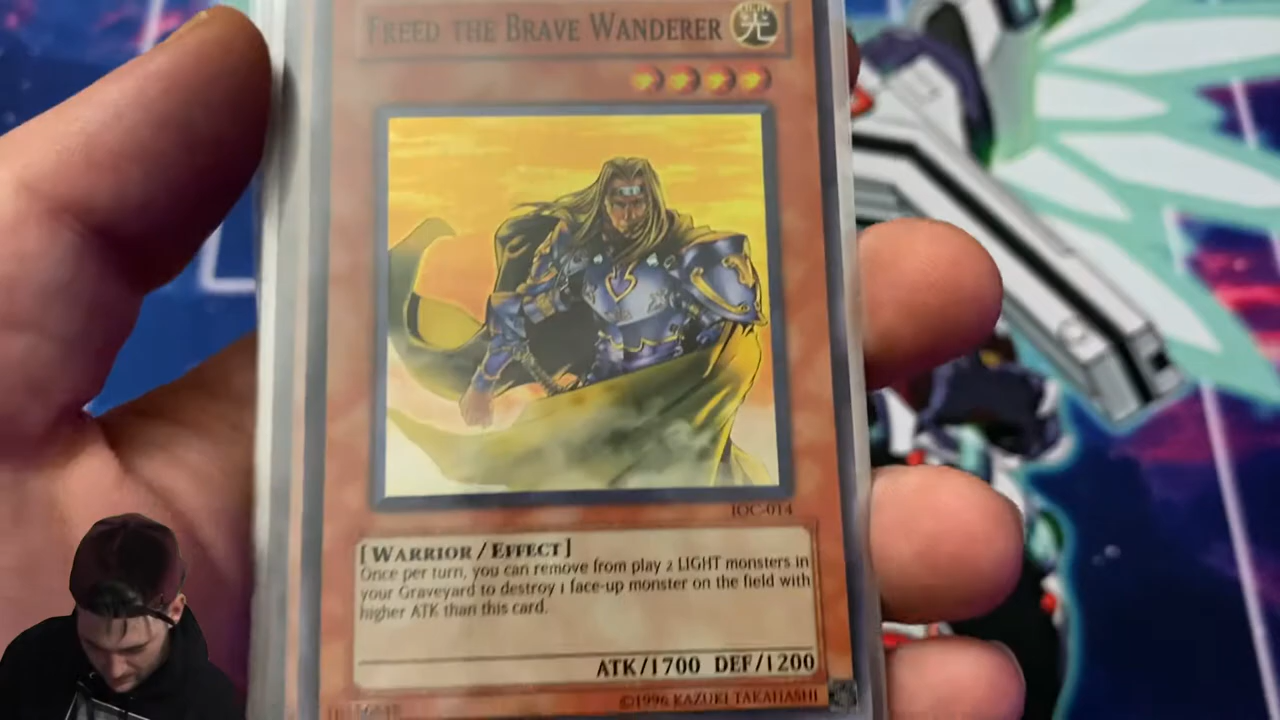 FREED THE BRAVE WANDERER
LIGHT
光
IOC-014
[WARRIOR/EFFECT]
Once per turn, you can remove from play 2 LIGHT monsters in
your Graveyard to destroy 1 face-up monster on the field with
higher ATK than this card.
ATK/1700 DEF/1200
©1996 KAZUKI TAKAHASHI